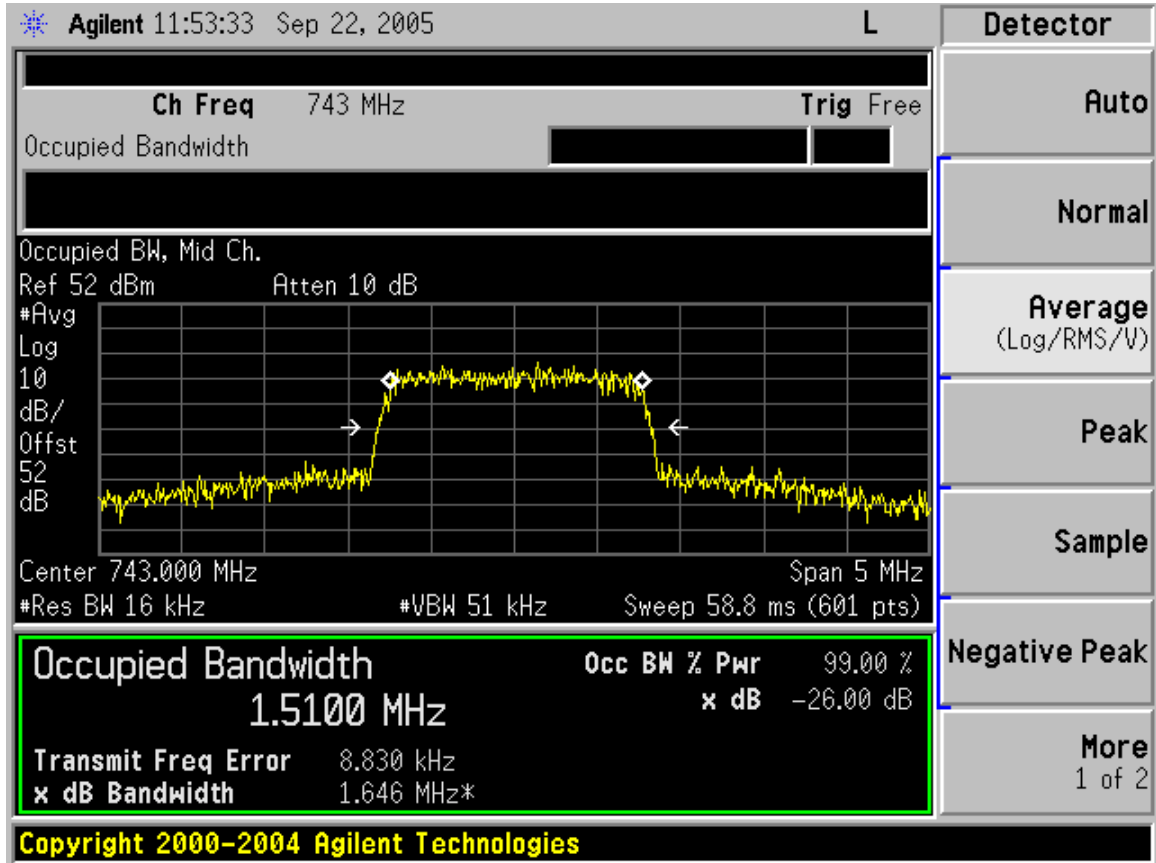 Agilent 11:53:33 Sep 22, 2005 L
Detector
Ch Freq 743 MHz Trig Free
Occupied Bandwidth
Auto
Normal
Occupied BW, Mid Ch.
Ref 52 dBm Atten 10 dB
#Avg
Log
10
dB/
Offst
52
dB
Average
(Log/RMS/V)
Peak
Sample
Center 743.000 MHz Span 5 MHz
#Res BW 16 kHz #VBW 51 kHz Sweep 58.8 ms (601 pts)
Occupied Bandwidth
1.5100 MHz
Occ BW % Pwr 99.00 %
x dB -26.00 dB
Transmit Freq Error 8.830 kHz
x dB Bandwidth 1.646 MHz*
Negative Peak
More
1 of 2
Copyright 2000-2004 Agilent Technologies